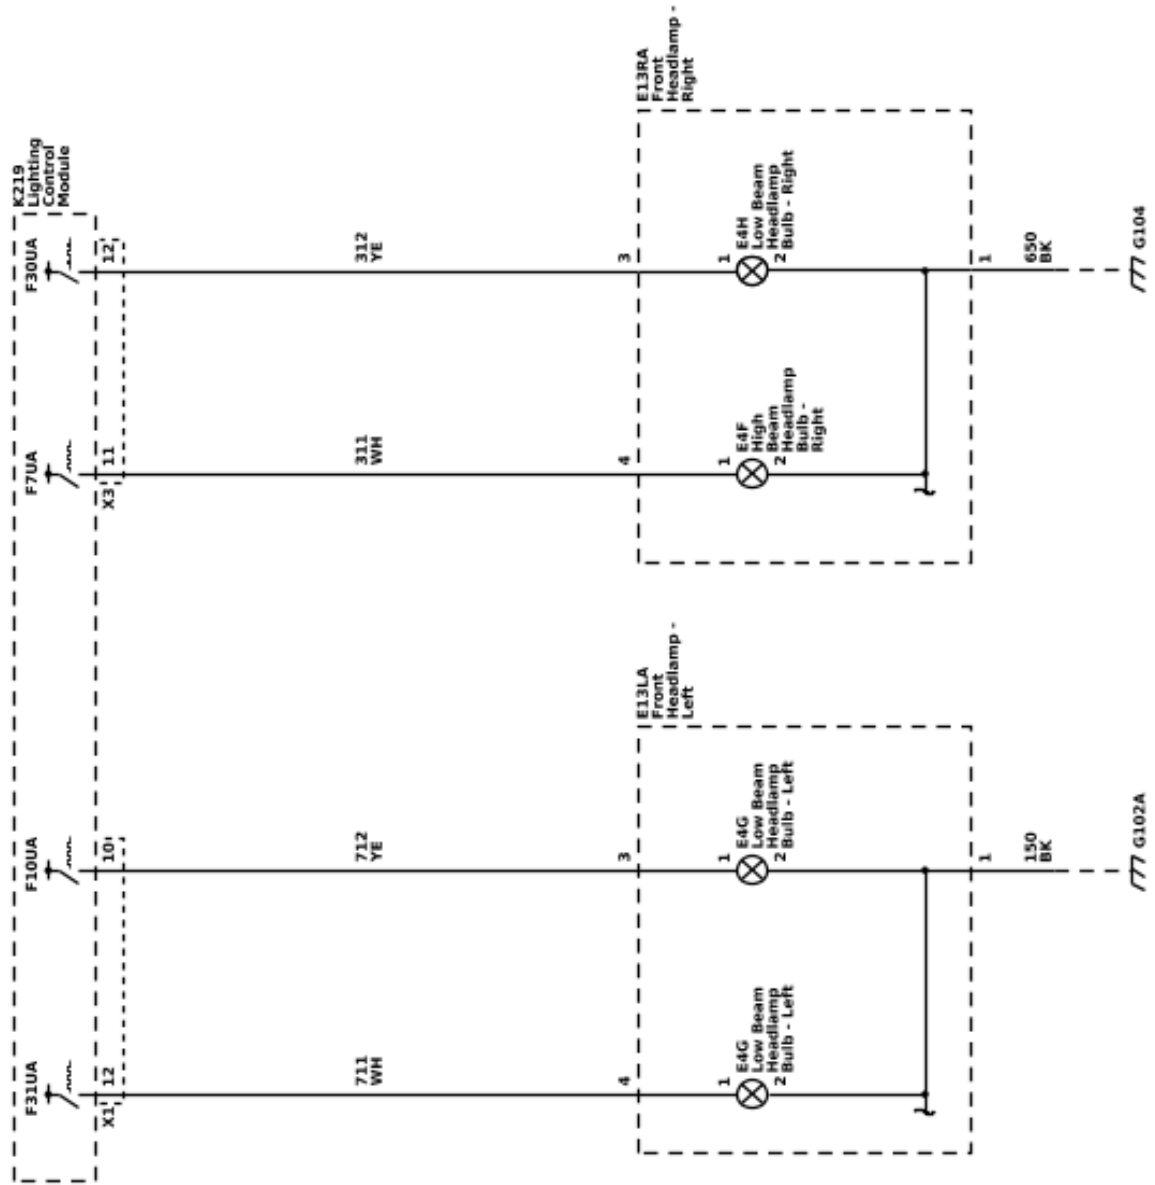 K219
Lighting
Control
Module
F31UA
F10UA
F7UA
F30UA
X1
12
10
X3
11
12
711
WH
712
YE
311
WH
312
YE
4
3
4
3
E13LA
Front
Headlamp -
Left
E13RA
Front
Headlamp -
Right
1
E4G
Low Beam
Headlamp
Bulb - Left
2
1
E4G
Low Beam
Headlamp
Bulb - Left
2
1
E4F
High
Beam
Headlamp
Bulb -
Right
2
1
E4H
Low Beam
Headlamp
Bulb - Right
2
1
1
150
BK
650
BK
G102A
G104